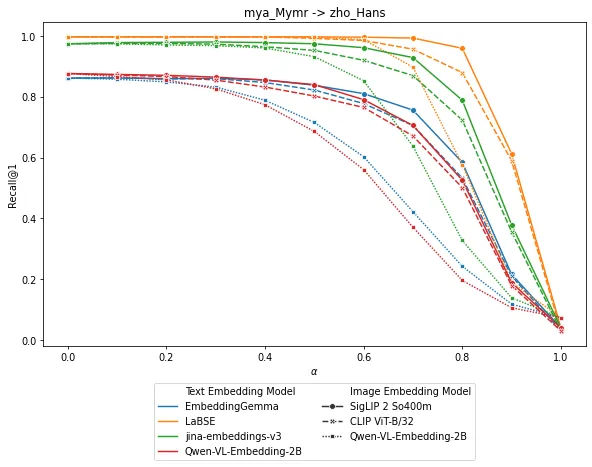 mya_Mymr -> zho_Hans
Recall@1
1.0
0.8
0.6
0.4
0.2
0.0
0.0 0.2 0.4 0.6 0.8 1.0
α
Text Embedding Model Image Embedding Model
EmbeddingGemma SigLIP 2 So400m
LaBSE CLIP ViT-B/32
jina-embeddings-v3 Qwen-VL-Embedding-2B
Qwen-VL-Embedding-2B